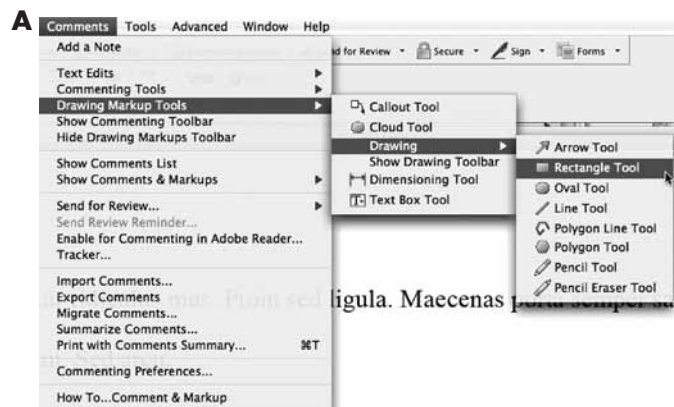 A
Comments Tools Advanced Window Help
Add a Note
Text Edits
Commenting Tools
Drawing Markup Tools
Show Commenting Toolbar
Hide Drawing Markups Toolbar
Show Comments List
Show Comments & Markups
Send for Review...
Send Review Reminder...
Enable for Commenting in Adobe Reader...
Tracker...
Import Comments...
Export Comments
Migrate Comments...
Summarize Comments...
Print with Comments Summary... ⌘T
Commenting Preferences...
How To...Comment & Markup
for Review Secure Sign Forms
Callout Tool
Cloud Tool
Drawing
Show Drawing Toolbar
Dimensioning Tool
Text Box Tool
Arrow Tool
Rectangle Tool
Oval Tool
Line Tool
Polygon Line Tool
Polygon Tool
Pencil Tool
Pencil Eraser Tool
mus. Proin sed ligula. Maecenas porta semper